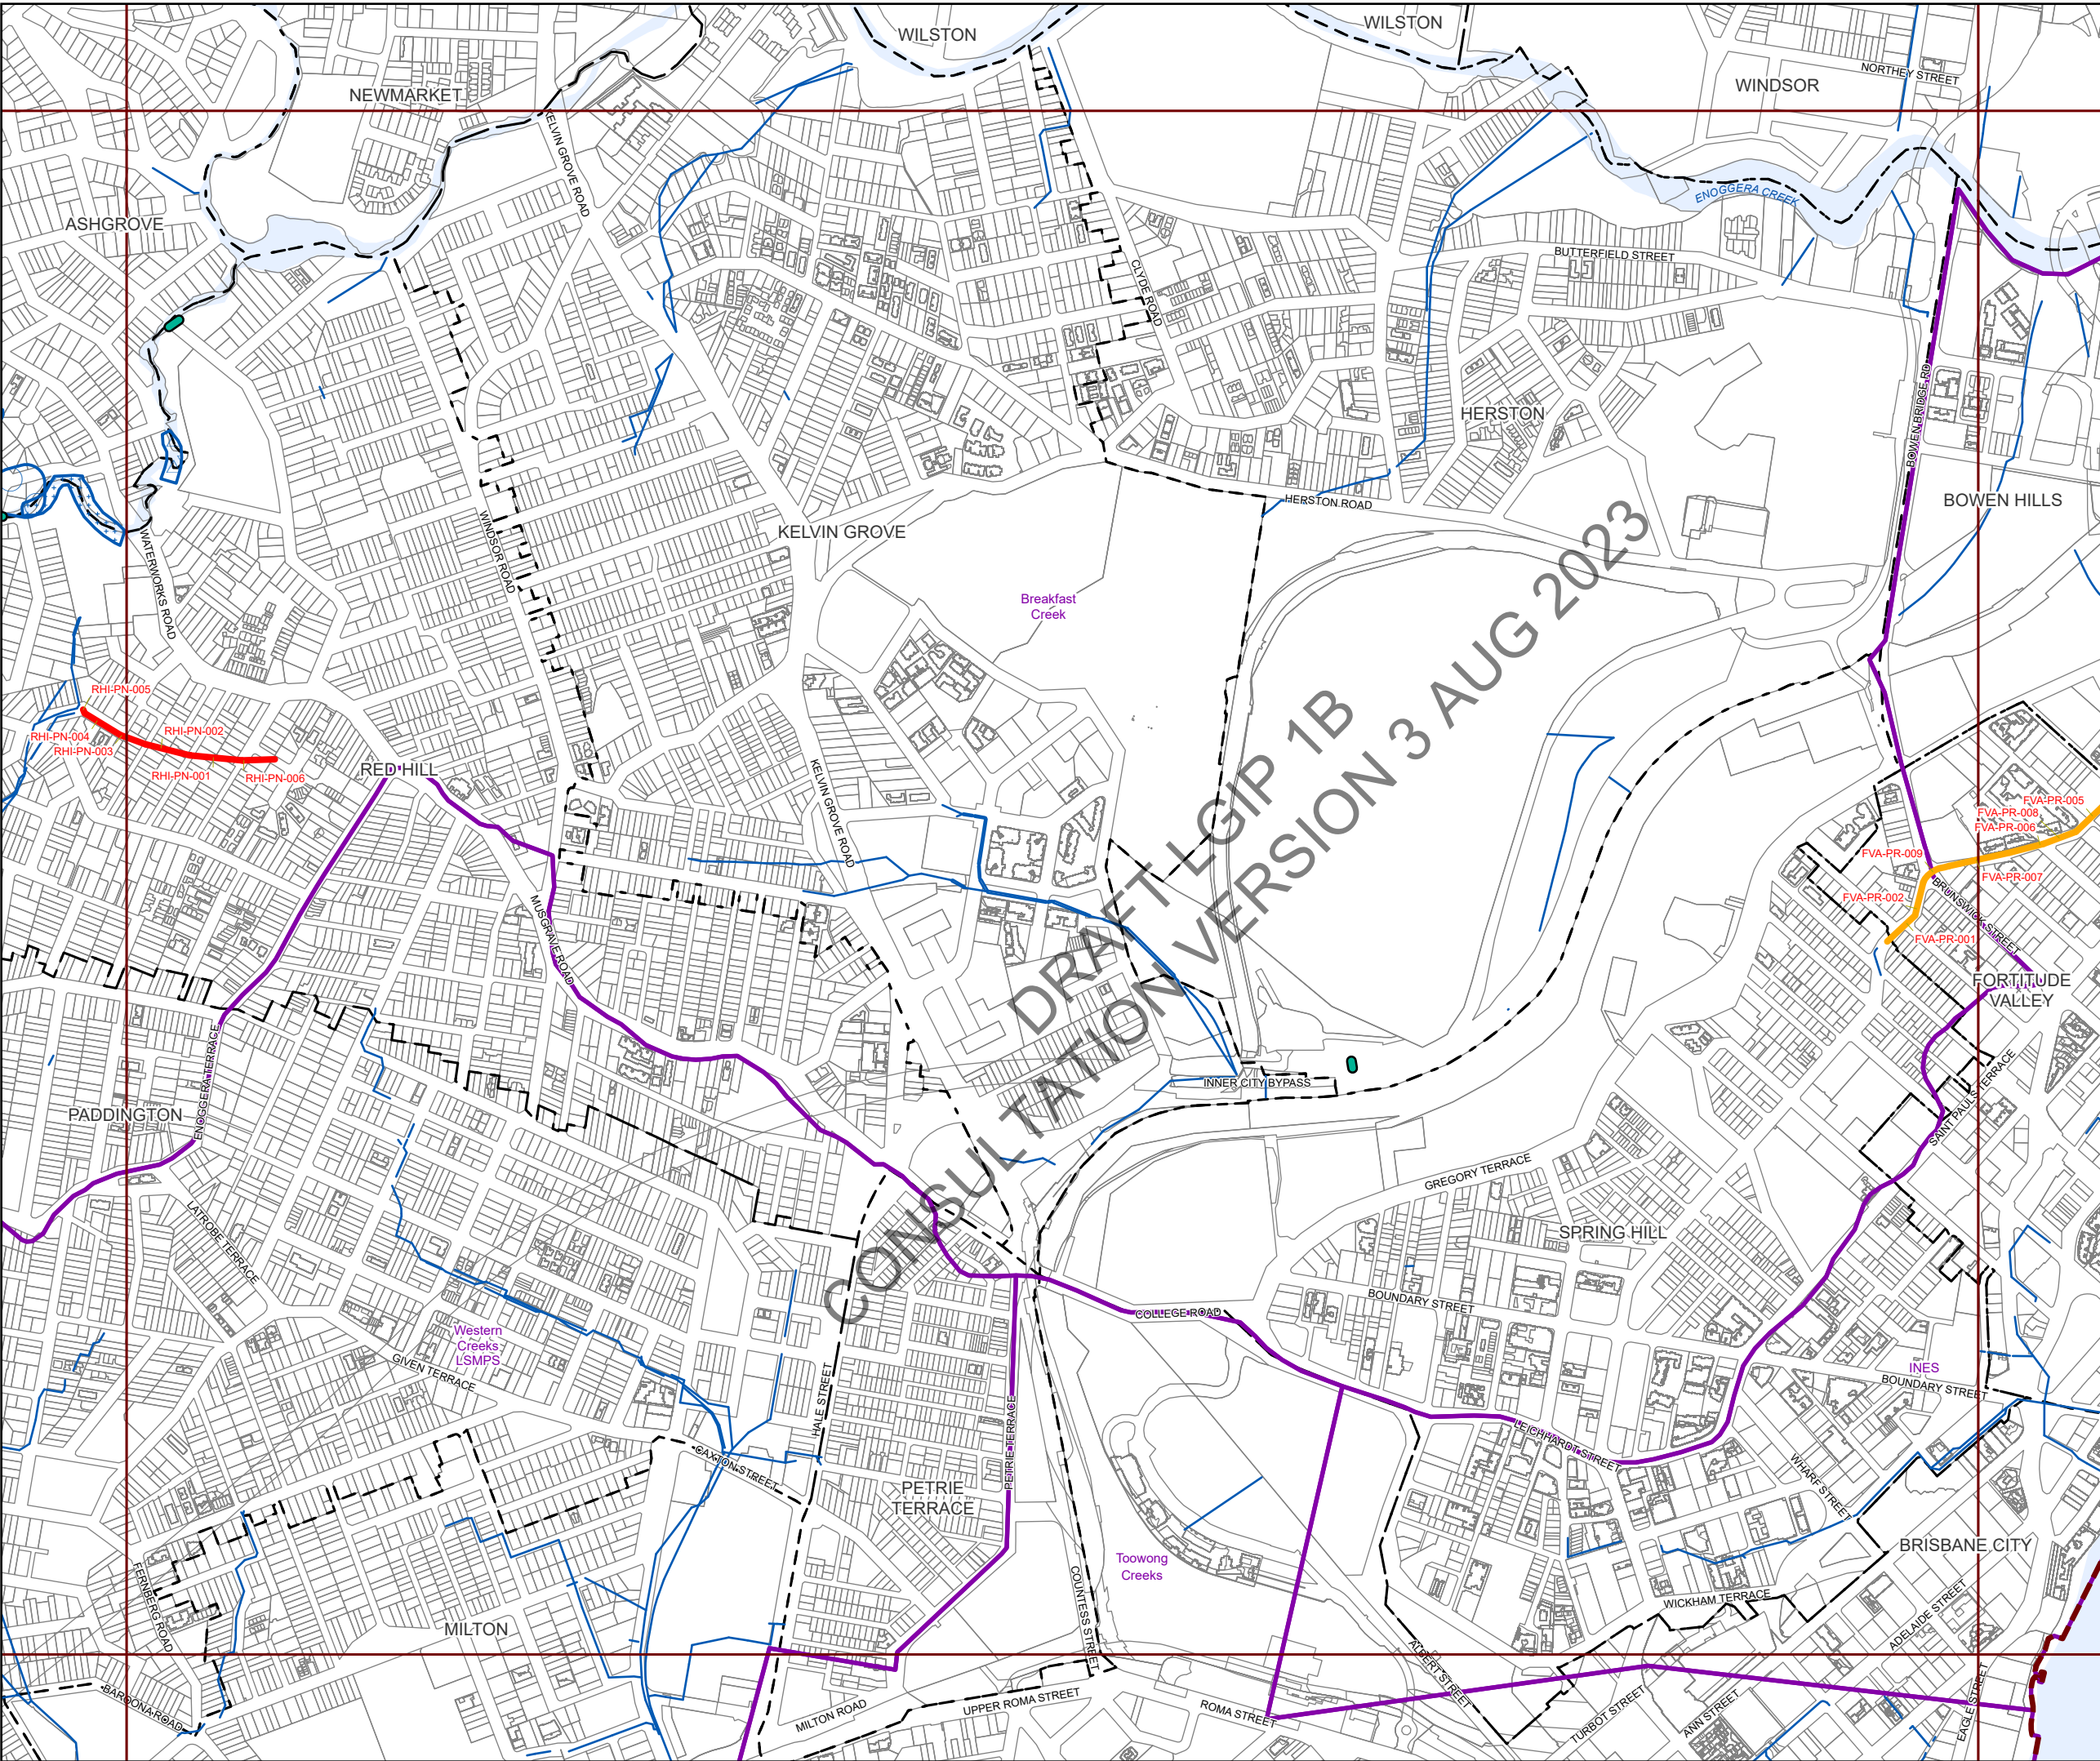 WILSTON
WILSTON
NORTHEY STREET
WINDSOR
NEWMARKET
KELVIN GROVE ROAD
ENOGGERA CREEK
ASHGROVE
BUTTERFIELD STREET
CLYDE ROAD
BOWEN BRIDGE RD
HERSTON
HERSTON ROAD
BOWEN HILLS
KELVIN GROVE
WINDSOR ROAD
WATERWORKS ROAD
Breakfast
Creek
DRAFT LGIP 1B
CONSULTATION VERSION 3 AUG 2023
RHI-PN-005
RHI-PN-002
RHI-PN-004
RHI-PN-003
RHI-PN-001
RHI-PN-006
RED HILL
KELVIN GROVE ROAD
FVA-PR-005
FVA-PR-008
FVA-PR-006
FVA-PR-009
FVA-PR-007
FVA-PR-002
BRUNSWICK STREET
FVA-PR-001
MUSGRAVE ROAD
FORTITUDE
VALLEY
ENOGGERA TERRACE
INNER CITY BYPASS
SAINT PAULS TERRACE
PADDINGTON
GREGORY TERRACE
LATROBE TERRACE
SPRING HILL
BOUNDARY STREET
COLLEGE ROAD
Western
Creeks
LSMPS
GIVEN TERRACE
INES
BOUNDARY STREET
HALE STREET
PETRIE TERRACE
LEICHHARDT STREET
CAXTON STREET
WHARF STREET
PETRIE
TERRACE
BRISBANE CITY
Toowong
Creeks
COUNTESS STREET
FERNBERG ROAD
WICKHAM TERRACE
ADELAIDE STREET
MILTON
ALBERT STREET
EAGLE STREET
BAROONA ROAD
MILTON ROAD
UPPER ROMA STREET
ROMA STREET
TURBOT STREET
ANN STREET